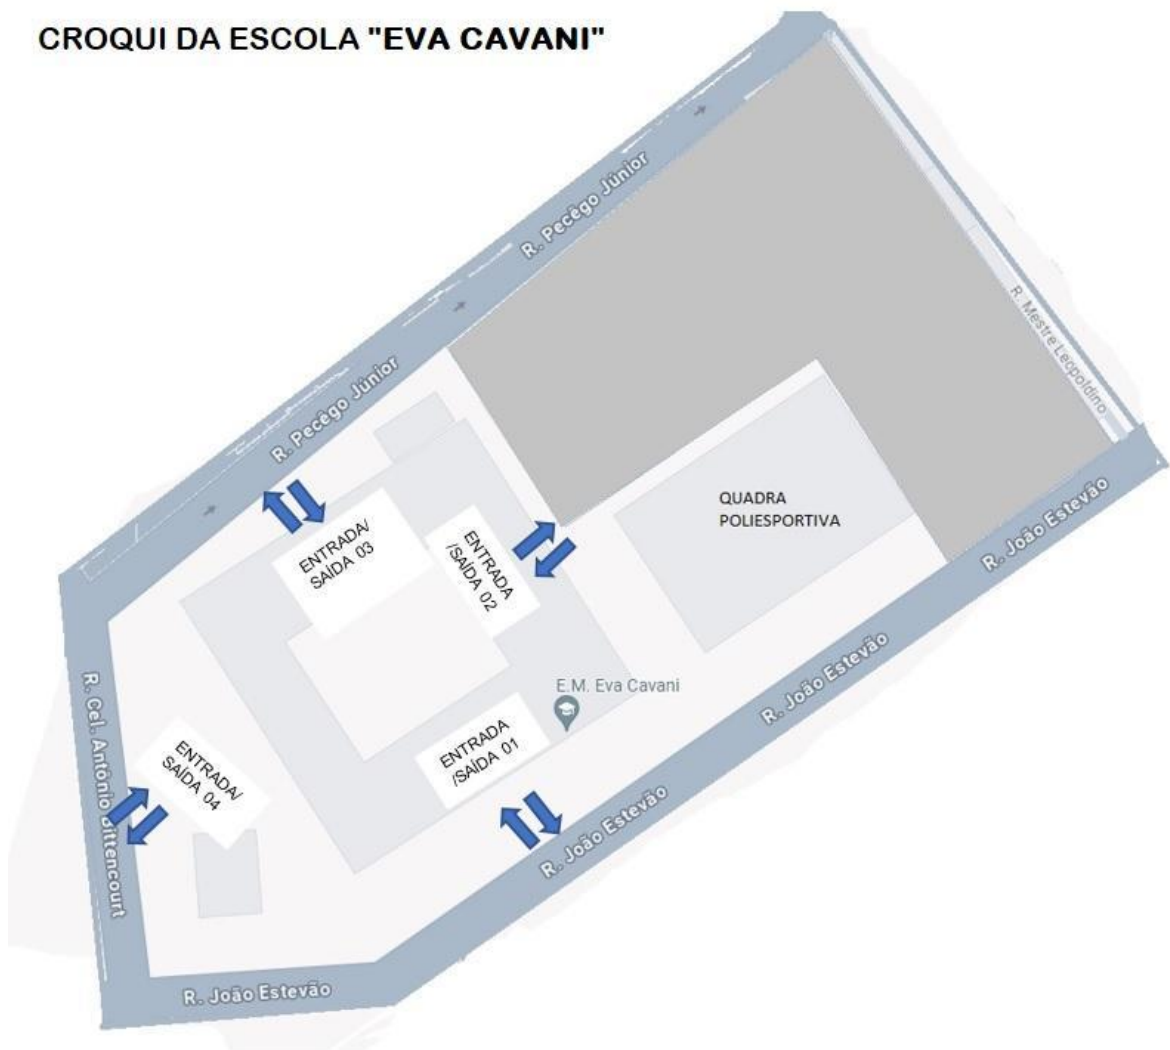 CROQUI DA ESCOLA "EVA CAVANI"
R. Pecêgo Júnior
R. Mestre Leopoldino
R. Pecêgo Júnior
QUADRA
POLIESPORTIVA
R. João Estevão
ENTRADA/
SAÍDA 03
ENTRADA
/SAÍDA 02
R. João Estevão
E.M. Eva Cavani
R. Cel. Antônio Bittencourt
ENTRADA
/SAÍDA 01
ENTRADA/
SAÍDA 04
R. João Estevão
R. João Estevão